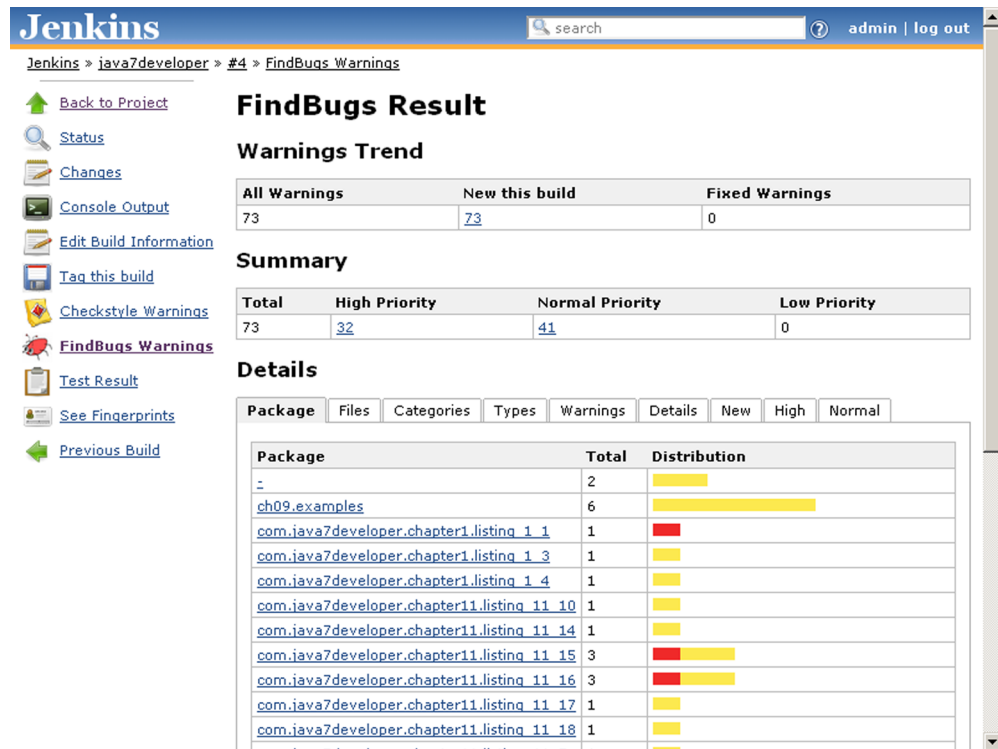 Jenkins
search
admin | log out
Jenkins » java7developer » #4 » FindBugs Warnings
Back to Project
Status
Changes
Console Output
Edit Build Information
Tag this build
Checkstyle Warnings
FindBugs Warnings
Test Result
See Fingerprints
Previous Build
FindBugs Result
Warnings Trend
All Warnings New this build Fixed Warnings
73 73 0
Summary
Total High Priority Normal Priority Low Priority
73 32 41 0
Details
Package Files Categories Types Warnings Details New High Normal
Package Total Distribution
- 2
ch09.examples 6
com.java7developer.chapter1.listing_1_1 1
com.java7developer.chapter1.listing_1_3 1
com.java7developer.chapter1.listing_1_4 1
com.java7developer.chapter11.listing_11_10 1
com.java7developer.chapter11.listing_11_14 1
com.java7developer.chapter11.listing_11_15 3
com.java7developer.chapter11.listing_11_16 3
com.java7developer.chapter11.listing_11_17 1
com.java7developer.chapter11.listing_11_18 1